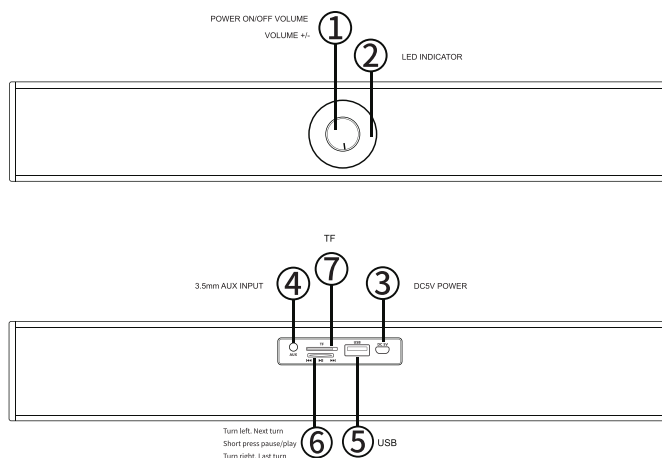 POWER ON/OFF VOLUME
VOLUME +/-
1
2
LED INDICATOR
TF
7
3.5mm AUX INPUT
4
3
DC5V POWER
TF
USB
DC 5V
AUX
Turn left. Next turn
Short press pause/play
Turn right. Last turn
6
5
USB